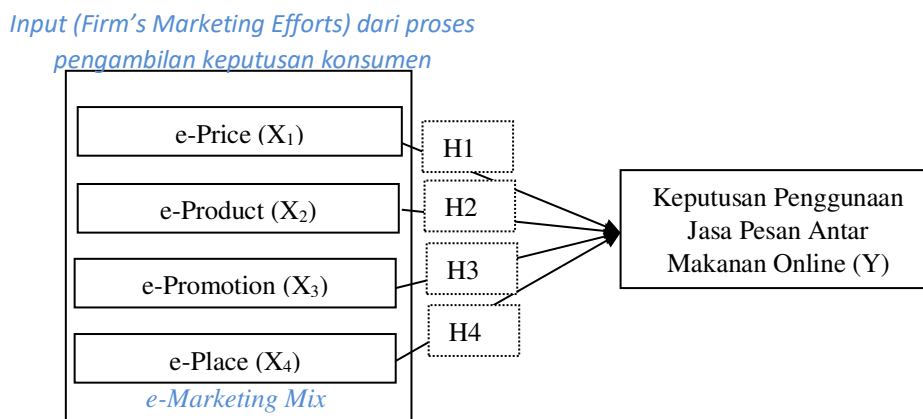 Input (Firm's Marketing Efforts) dari proses
pengambilan keputusan konsumen
e-Price (X₁)
H1
e-Product (X₂)
H2
e-Promotion (X₃)
H3
e-Place (X₄)
H4
e-Marketing Mix
Keputusan Penggunaan
Jasa Pesan Antar
Makanan Online (Y)